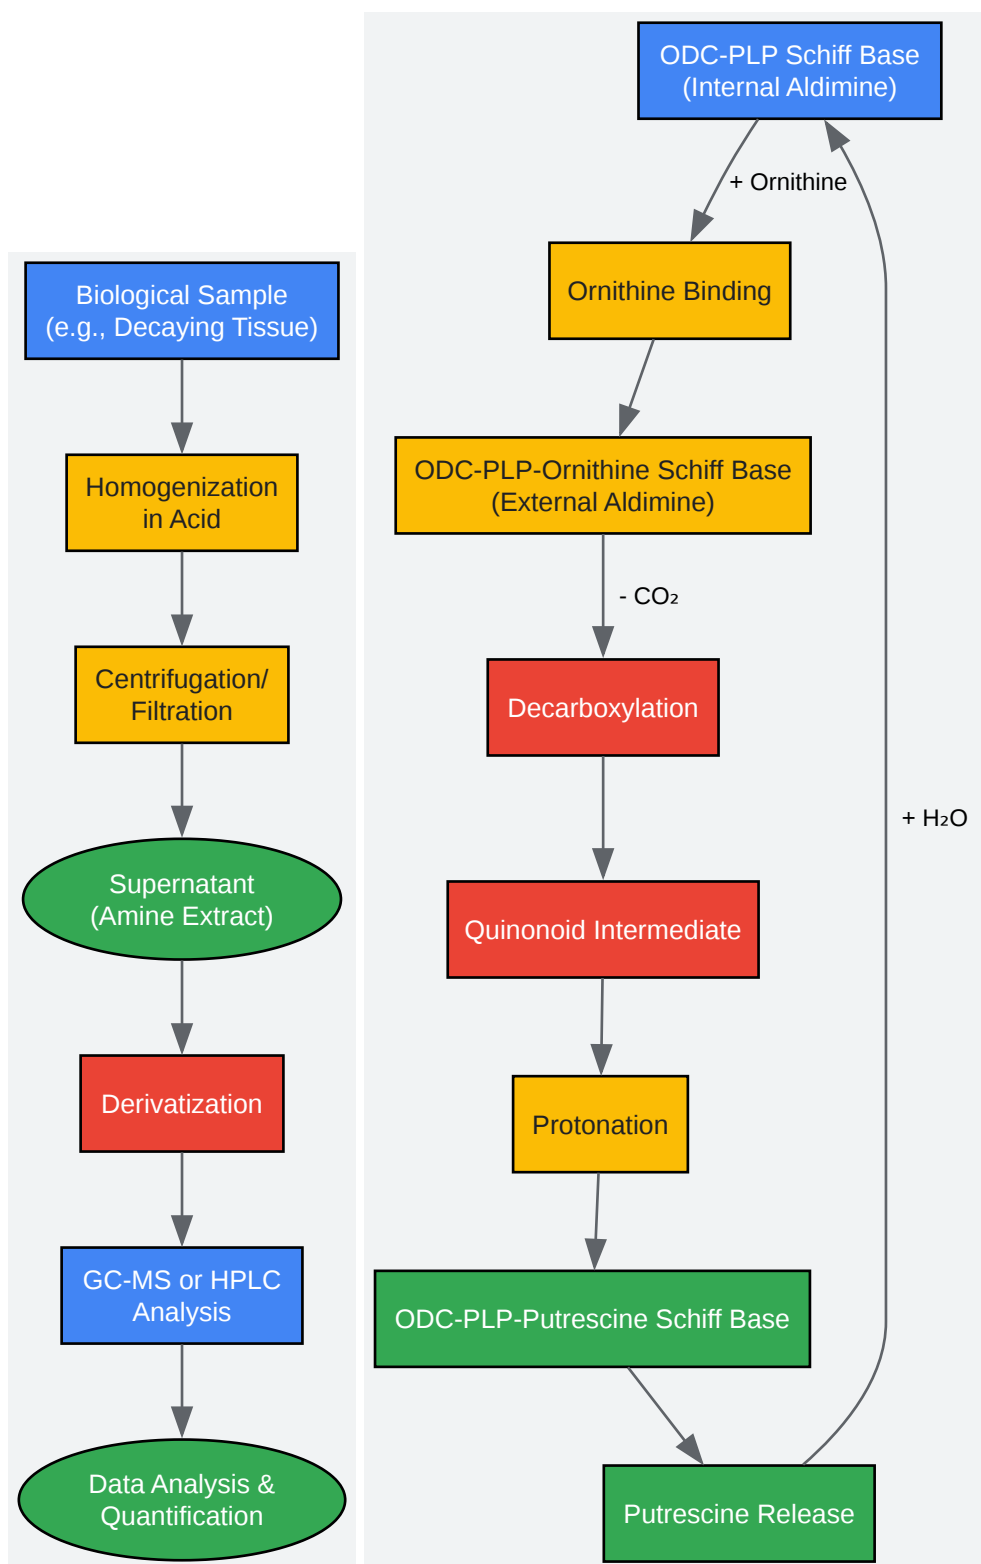 Biological Sample
(e.g., Decaying Tissue)
Homogenization
in Acid
Centrifugation/
Filtration
Supernatant
(Amine Extract)
Derivatization
GC-MS or HPLC
Analysis
Data Analysis &
Quantification
ODC-PLP Schiff Base
(Internal Aldimine)
+ Ornithine
Ornithine Binding
ODC-PLP-Ornithine Schiff Base
(External Aldimine)
- CO₂
Decarboxylation
Quinonoid Intermediate
Protonation
ODC-PLP-Putrescine Schiff Base
Putrescine Release
+ H₂O